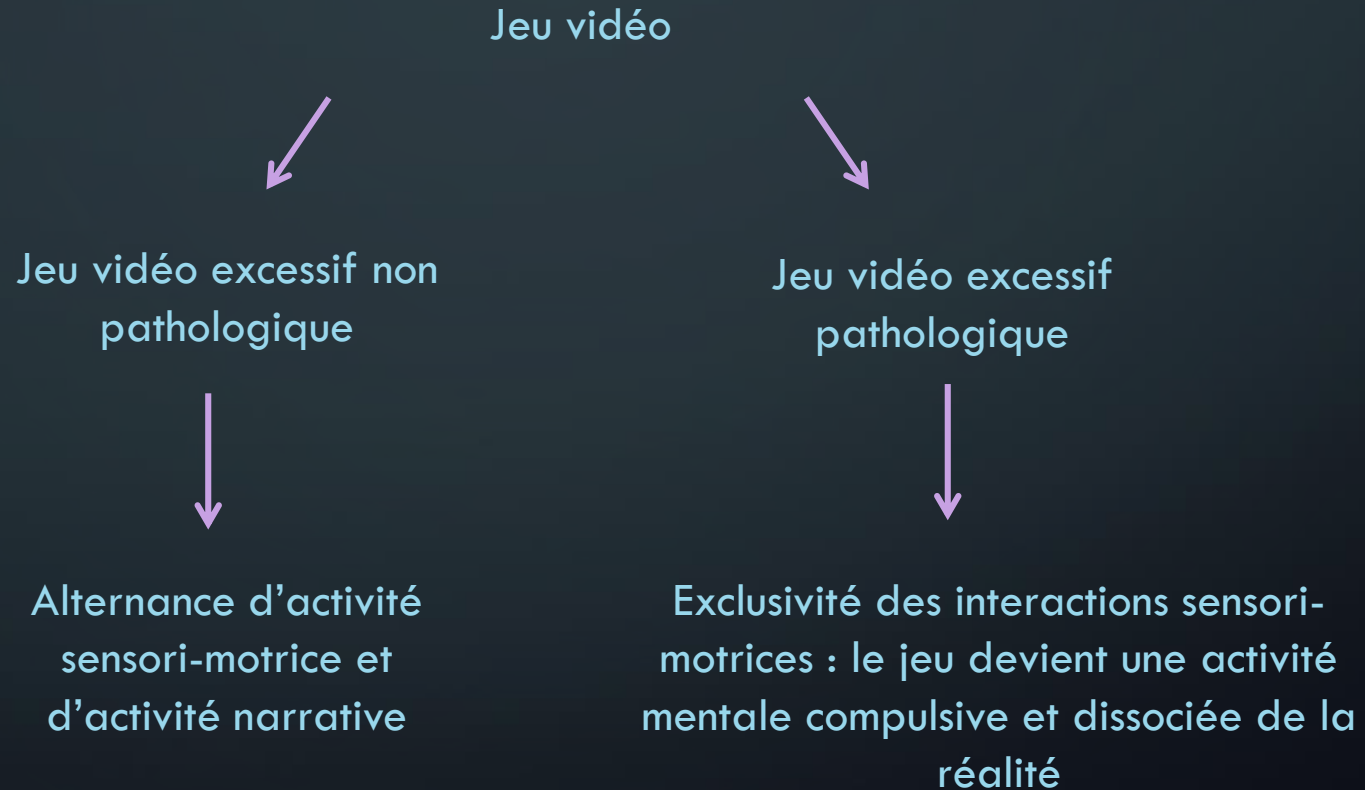 Jeu vidéo
Jeu vidéo excessif non
pathologique
Jeu vidéo excessif
pathologique
Alternance d’activité
sensori-motrice et
d’activité narrative
Exclusivité des interactions sensori-
motrices : le jeu devient une activité
mentale compulsive et dissociée de la
réalité